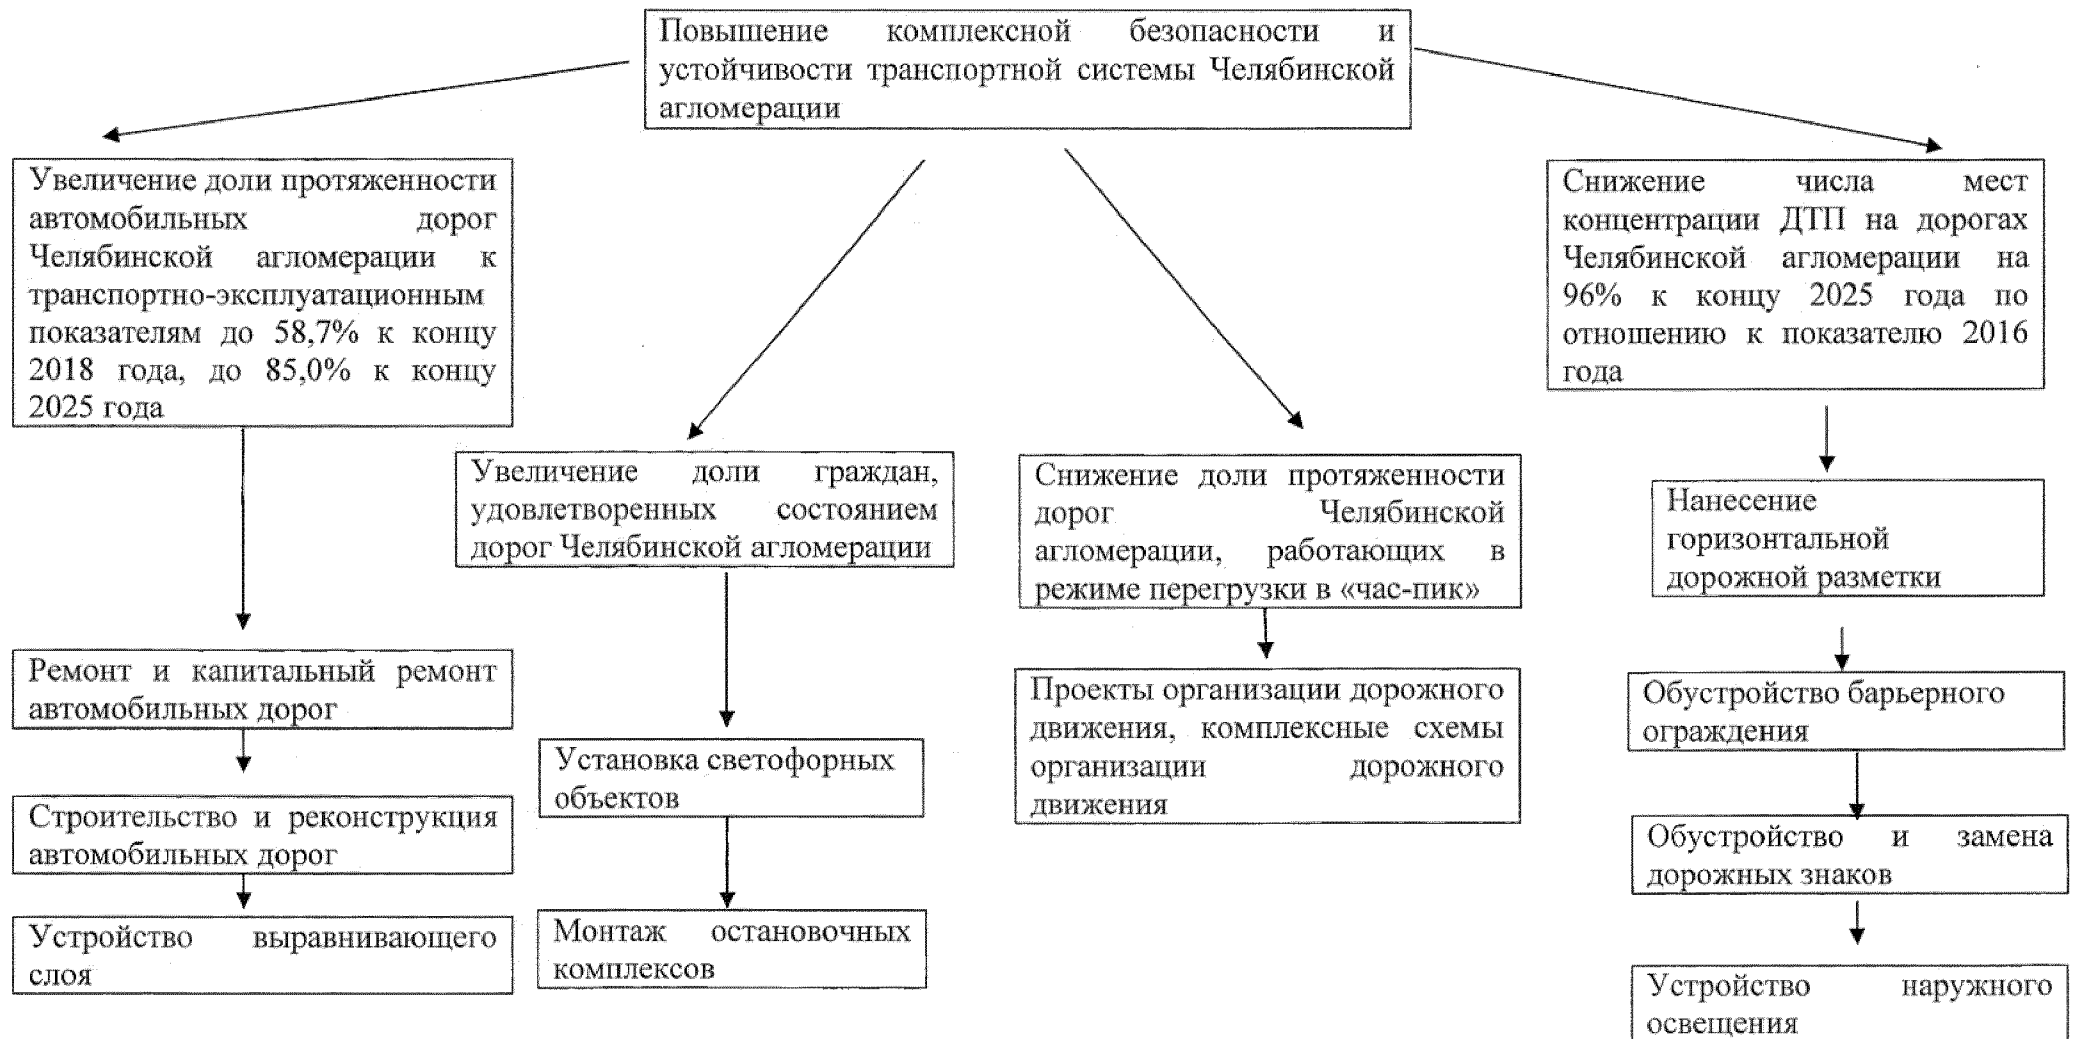 Повышение комплексной безопасности и
устойчивости транспортной системы Челябинской
агломерации
Увеличение доли протяженности
автомобильных дорог
Челябинской агломерации к
транспортно-эксплуатационным
показателям до 58,7% к концу
2018 года, до 85,0% к концу
2025 года
Ремонт и капитальный ремонт
автомобильных дорог
Строительство и реконструкция
автомобильных дорог
Устройство выравнивающего
слоя
Увеличение доли граждан,
удовлетворенных состоянием
дорог Челябинской агломерации
Установка светофорных
объектов
Монтаж остановочных
комплексов
Снижение доли протяженности
дорог Челябинской
агломерации, работающих в
режиме перегрузки в «час-пик»
Проекты организации дорожного
движения, комплексные схемы
организации дорожного
движения
Снижение числа мест
концентрации ДТП на дорогах
Челябинской агломерации на
96% к концу 2025 года по
отношению к показателю 2016
года
Нанесение
горизонтальной
дорожной разметки
Обустройство барьерного
ограждения
Обустройство и замена
дорожных знаков
Устройство наружного
освещения